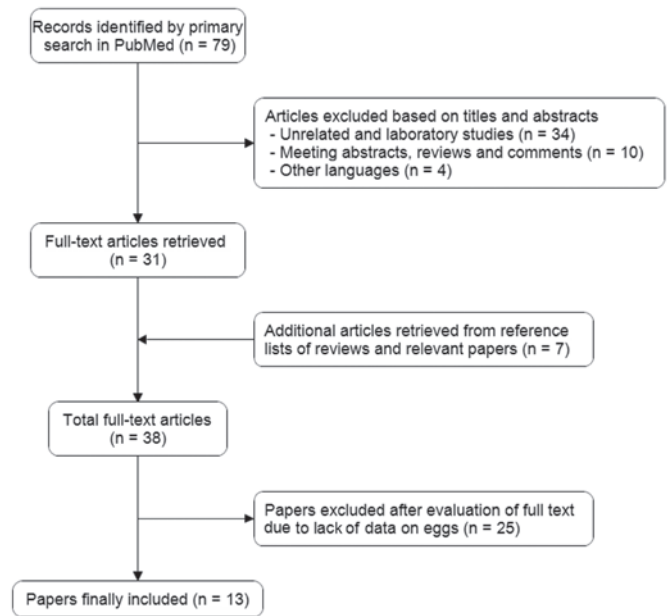 Records identified by primary
search in PubMed (n = 79)
Articles excluded based on titles and abstracts
- Unrelated and laboratory studies (n = 34)
- Meeting abstracts, reviews and comments (n = 10)
- Other languages (n = 4)
Full-text articles retrieved
(n = 31)
Additional articles retrieved from reference
lists of reviews and relevant papers (n = 7)
Total full-text articles
(n = 38)
Papers excluded after evaluation of full text
due to lack of data on eggs (n = 25)
Papers finally included (n = 13)